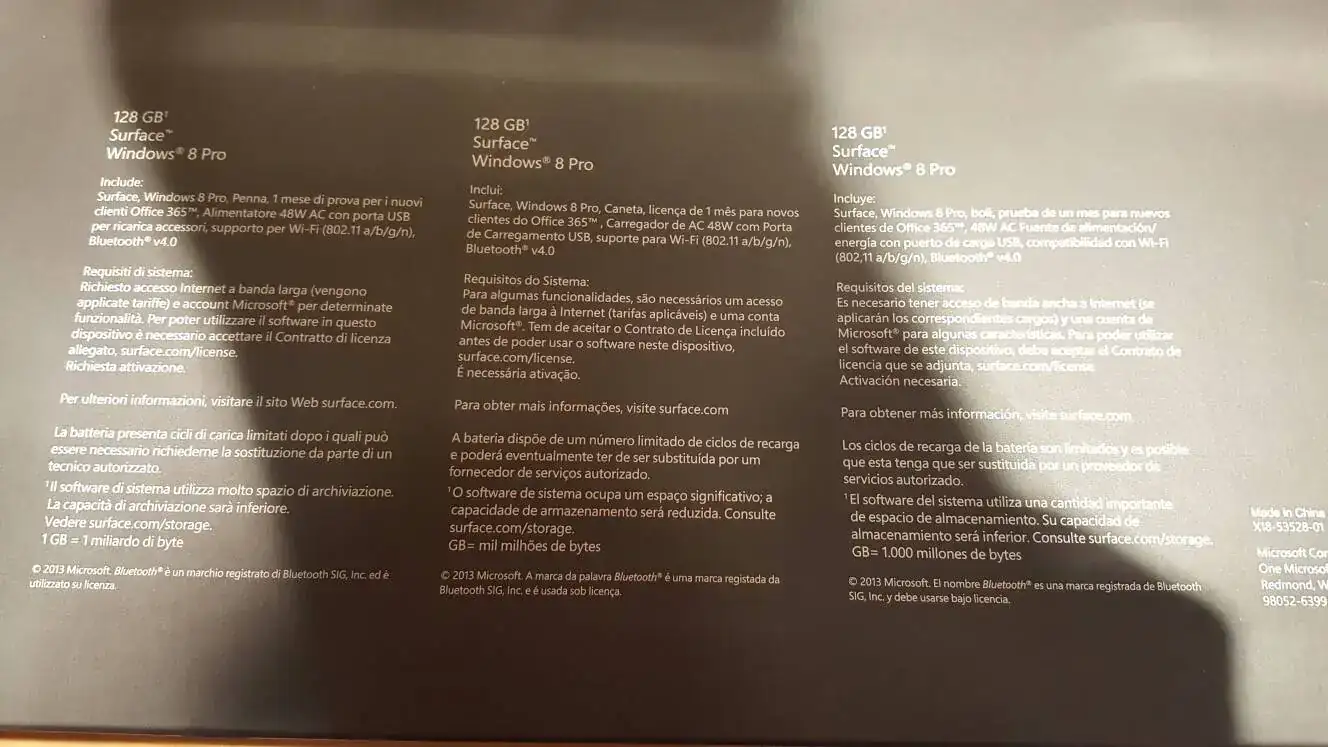 128 GB¹
Surface™
Windows® 8 Pro
Include:
Surface, Windows 8 Pro, Penna, 1 mese di prova per i nuovi
clienti Office 365™, Alimentatore 48W AC con porta USB
per ricarica accessori, supporto per Wi-Fi (802.11 a/b/g/n),
Bluetooth® v4.0
Requisiti di sistema:
Richiesto accesso Internet a banda larga (vengono
applicate tariffe) e account Microsoft® per determinate
funzionalità. Per poter utilizzare il software in questo
dispositivo è necessario accettare il Contratto di licenza
allegato, surface.com/license.
Richiesta attivazione.
Per ulteriori informazioni, visitare il sito Web surface.com.
La batteria presenta cicli di carica limitati dopo i quali può
essere necessario richiederne la sostituzione da parte di un
tecnico autorizzato.
¹Il software di sistema utilizza molto spazio di archiviazione.
La capacità di archiviazione sarà inferiore.
Vedere surface.com/storage.
1 GB = 1 miliardo di byte
© 2013 Microsoft. Bluetooth® è un marchio registrato di Bluetooth SIG, Inc. ed è
utilizzato su licenza.
128 GB¹
Surface™
Windows® 8 Pro
Inclui:
Surface, Windows 8 Pro, Caneta, licença de 1 mês para novos
clientes do Office 365™ , Carregador de AC 48W com Porta
de Carregamento USB, suporte para Wi-Fi (802.11 a/b/g/n),
Bluetooth® v4.0
Requisitos do Sistema:
Para algumas funcionalidades, são necessários um acesso
de banda larga à Internet (tarifas aplicáveis) e uma conta
Microsoft®. Tem de aceitar o Contrato de Licença incluído
antes de poder usar o software neste dispositivo,
surface.com/license.
É necessária ativação.
Para obter mais informações, visite surface.com
A bateria dispõe de um número limitado de ciclos de recarga
e poderá eventualmente ter de ser substituída por um
fornecedor de serviços autorizado.
¹O software de sistema ocupa um espaço significativo; a
capacidade de armazenamento será reduzida. Consulte
surface.com/storage.
GB= mil milhões de bytes
© 2013 Microsoft. A marca da palavra Bluetooth® é uma marca registada da
Bluetooth SIG, Inc. e é usada sob licença.
128 GB¹
Surface™
Windows® 8 Pro
Incluye:
Surface, Windows 8 Pro, boli, prueba de un mes para nuevos
clientes de Office 365™, 48W AC Fuente de alimentación/
energía con puerto de carga USB, compatibilidad con Wi-Fi
(802,11 a/b/g/n), Bluetooth® v4.0
Requisitos del sistema:
Es necesario tener acceso de banda ancha a Internet (se
aplicarán los correspondientes cargos) y una cuenta de
Microsoft® para algunas características. Para poder utilizar
el software de este dispositivo, debe aceptar el Contrato de
licencia que se adjunta, surface.com/license
Activación necesaria.
Para obtener más información, visite surface.com
Los ciclos de recarga de la batería son limitados y es posible
que esta tenga que ser sustituida por un proveedor de
servicios autorizado.
¹El software del sistema utiliza una cantidad importante
de espacio de almacenamiento. Su capacidad de
almacenamiento será inferior. Consulte surface.com/storage.
GB= 1.000 millones de bytes
© 2013 Microsoft. El nombre Bluetooth® es una marca registrada de Bluetooth
SIG, Inc. y debe usarse bajo licencia.
Made in China
X18-53528-01
Microsoft Cor
One Microsof
Redmond, W
98052-6399